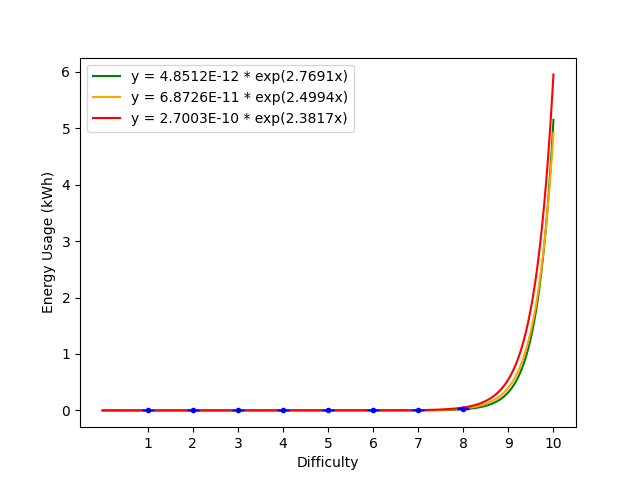 y = 4.8512E-12 * exp(2.7691x)
y = 6.8726E-11 * exp(2.4994x)
y = 2.7003E-10 * exp(2.3817x)
6
5
4
3
2
1
0
Energy Usage (kWh)
1 2 3 4 5 6 7 8 9 10
Difficulty